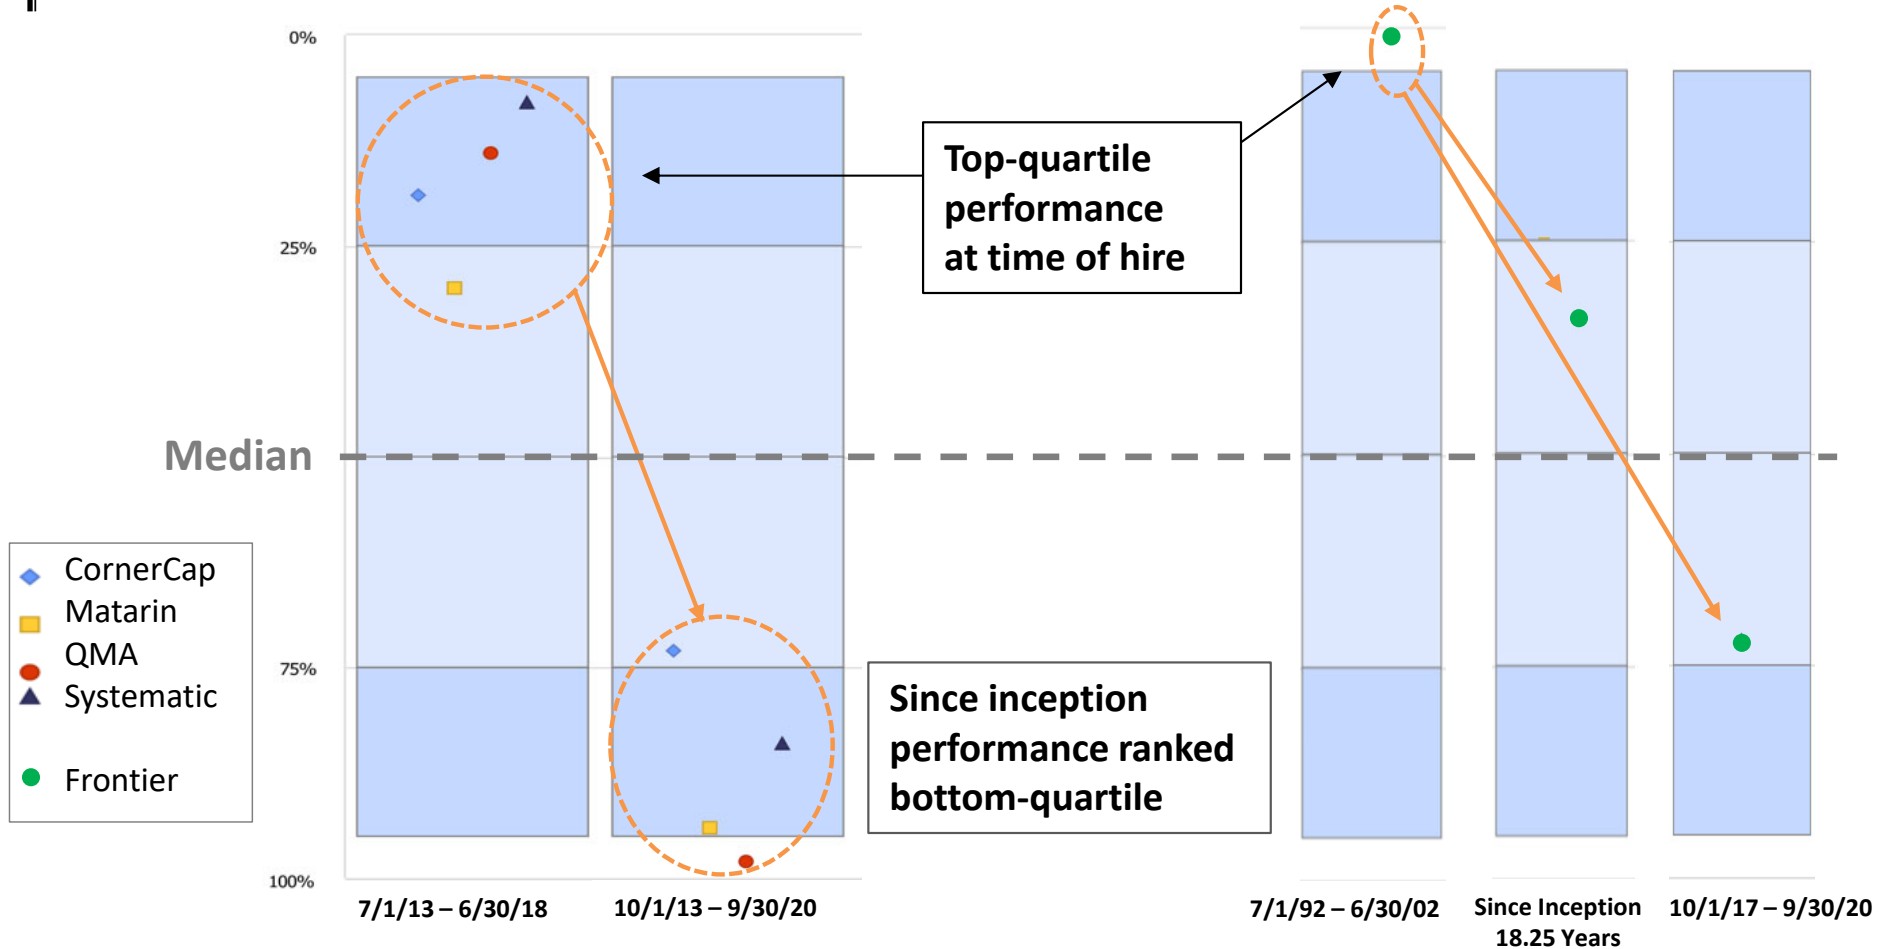 0%
25%
Median
75%
100%
Top-quartile
performance
at time of hire
Since inception
performance ranked
bottom-quartile
CornerCap
Matarin
QMA
Systematic
Frontier
7/1/13 – 6/30/18
10/1/13 – 9/30/20
7/1/92 – 6/30/02
Since Inception
18.25 Years
10/1/17 – 9/30/20